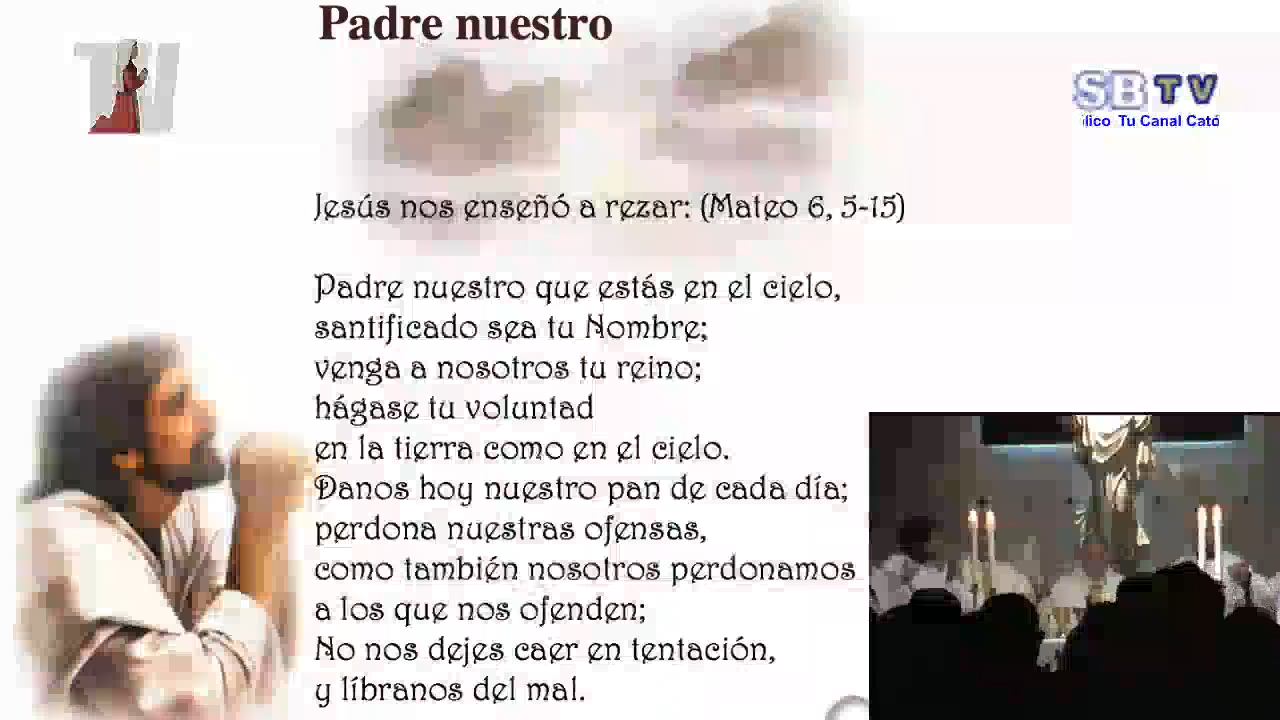 Padre nuestro
TV
SBTV
lico Tu Canal Cató
Jesús nos enseñó a rezar: (Mateo 6, 5-15)
Padre nuestro que estás en el cielo,
santificado sea tu Nombre;
venga a nosotros tu reino;
hágase tu voluntad
en la tierra como en el cielo.
Danos hoy nuestro pan de cada día;
perdona nuestras ofensas,
como también nosotros perdonamos
a los que nos ofenden;
No nos dejes caer en tentación,
y líbranos del mal.